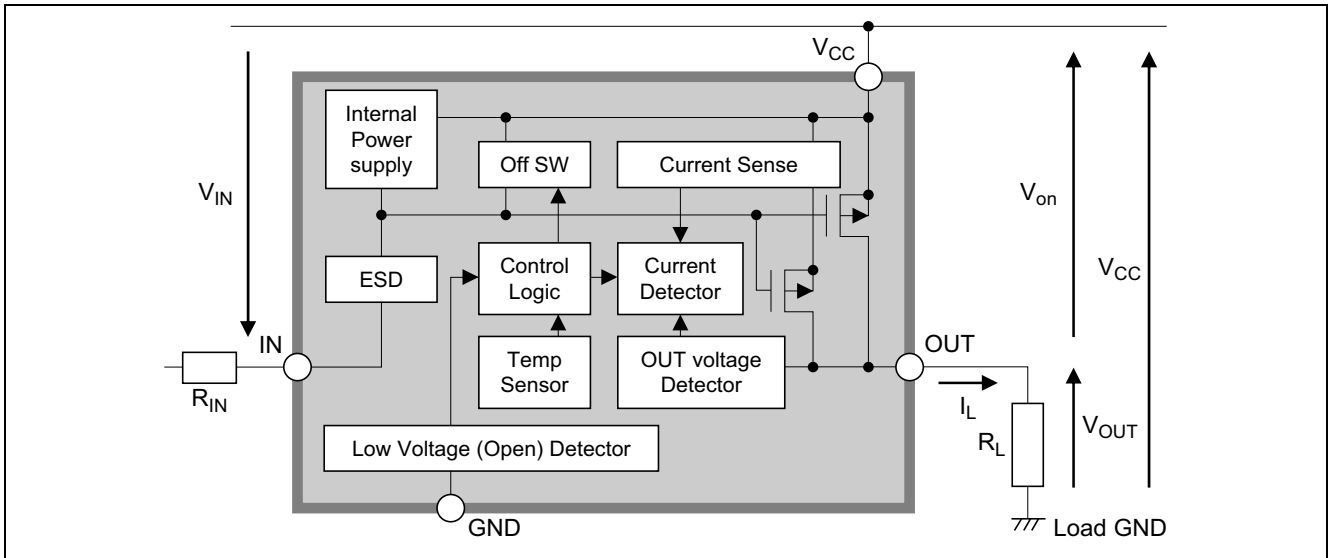 V_CC
Internal
Power
supply
Off SW
Current Sense
V_IN
V_on
V_CC
ESD
Control
Logic
Current
Detector
IN
R_IN
Temp
Sensor
OUT voltage
Detector
OUT
I_L
R_L
V_OUT
Low Voltage (Open) Detector
GND
Load GND